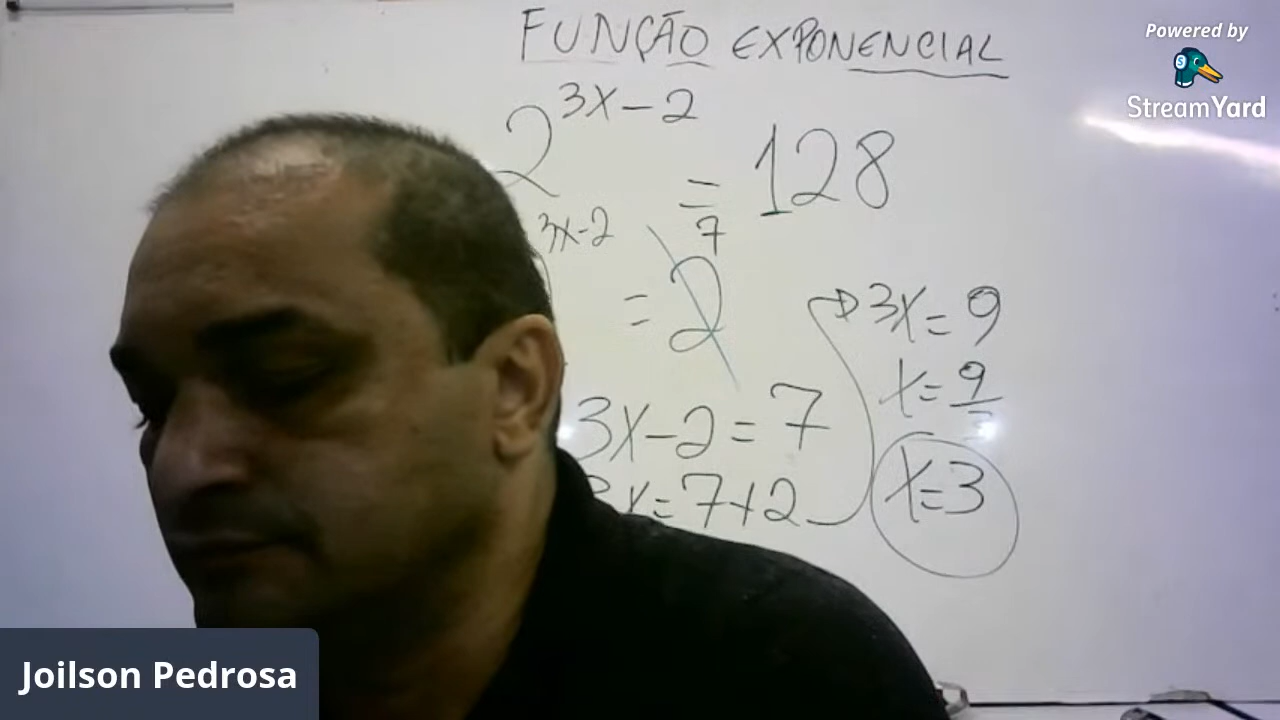 FUNÇÃO EXPONENCIAL
Powered by
StreamYard
2^{3x-2} = 128
3x-2 = 2^7
3x-2=7
x=7+2
3x=9
x=9
x=3
Joilson Pedrosa